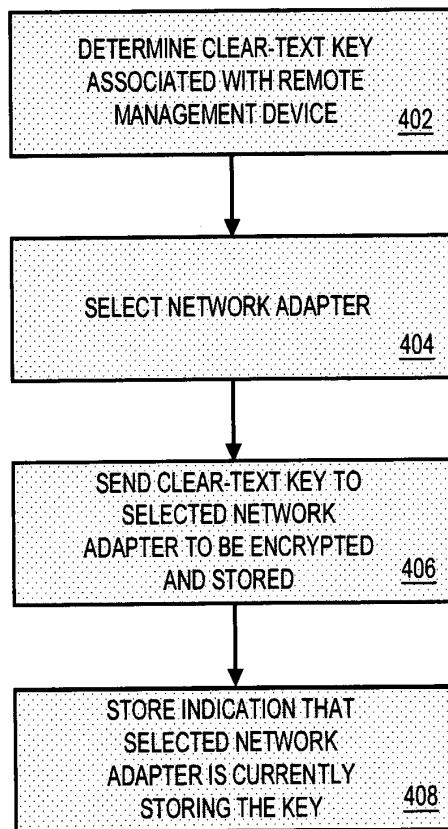 DETERMINE CLEAR-TEXT KEY
ASSOCIATED WITH REMOTE
MANAGEMENT DEVICE
402
SELECT NETWORK ADAPTER
404
SEND CLEAR-TEXT KEY TO
SELECTED NETWORK
ADAPTER TO BE ENCRYPTED
AND STORED
406
STORE INDICATION THAT
SELECTED NETWORK
ADAPTER IS CURRENTLY
STORING THE KEY
408